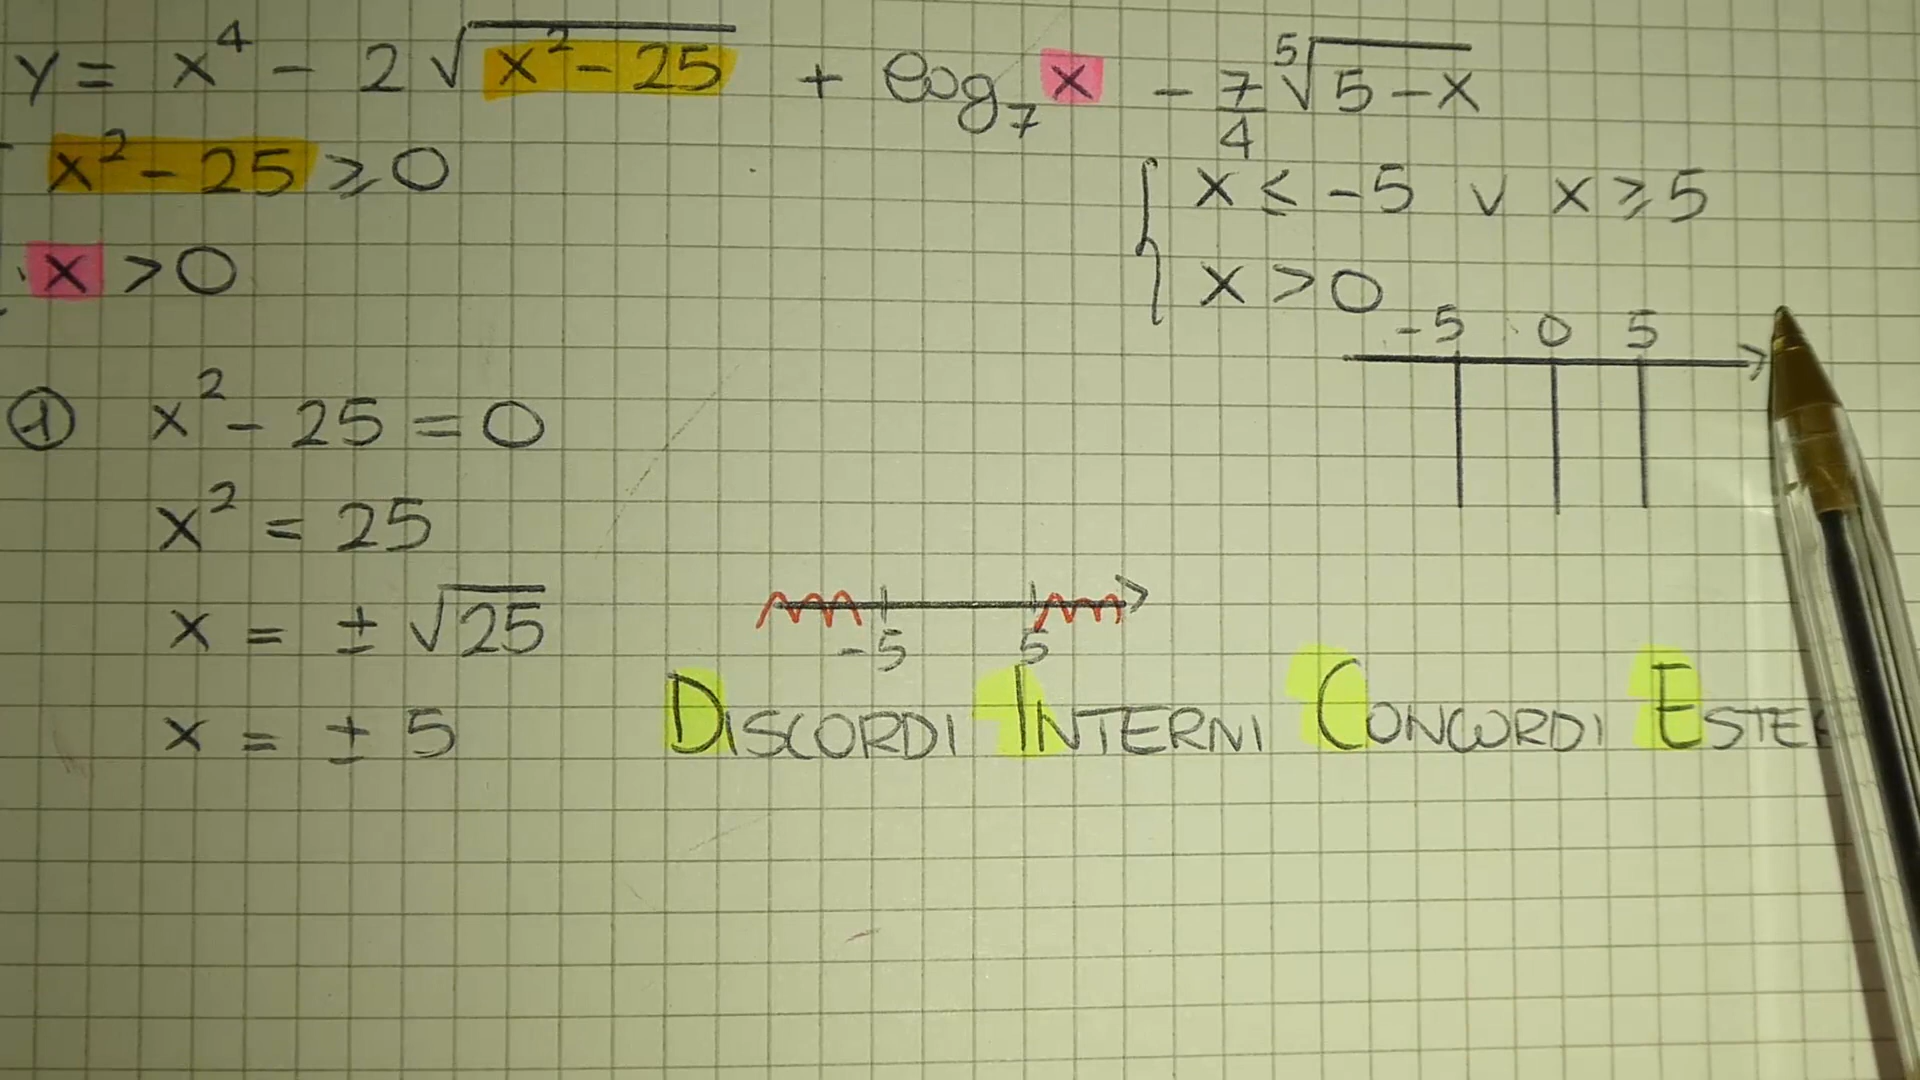 y = x⁴ - 2√(x² - 25) + log₇ x - 7/4 ⁵√(5 - x)
x² - 25 ≥ 0
x > 0
{ x ≤ -5 ∨ x ≥ 5
x > 0
-5 0 5
① x² - 25 = 0
x² = 25
x = ± √25
x = ± 5
-5 5
DISCORDI INTERNI CONCORDI ESTE